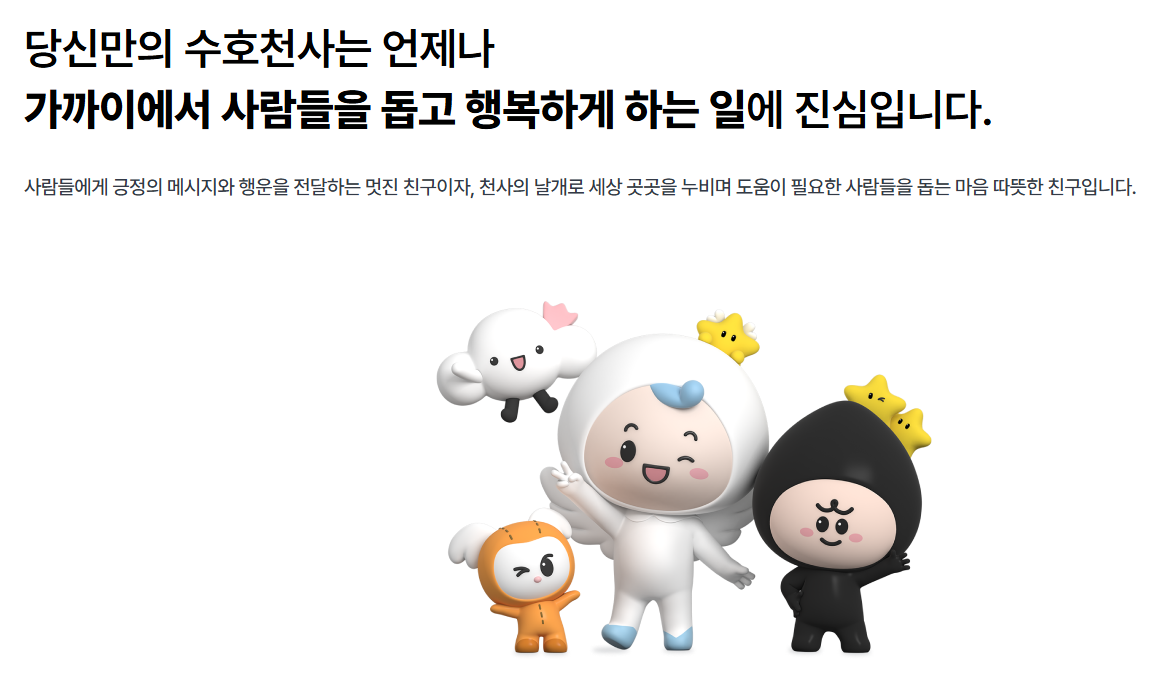 당신만의 수호천사는 언제나
가까이에서 사람들을 돕고 행복하게 하는 일에 진심입니다.
사람들에게 긍정의 메시지와 행운을 전달하는 멋진 친구이자, 천사의 날개로 세상 곳곳을 누비며 도움이 필요한 사람들을 돕는 마음 따뜻한 친구입니다.